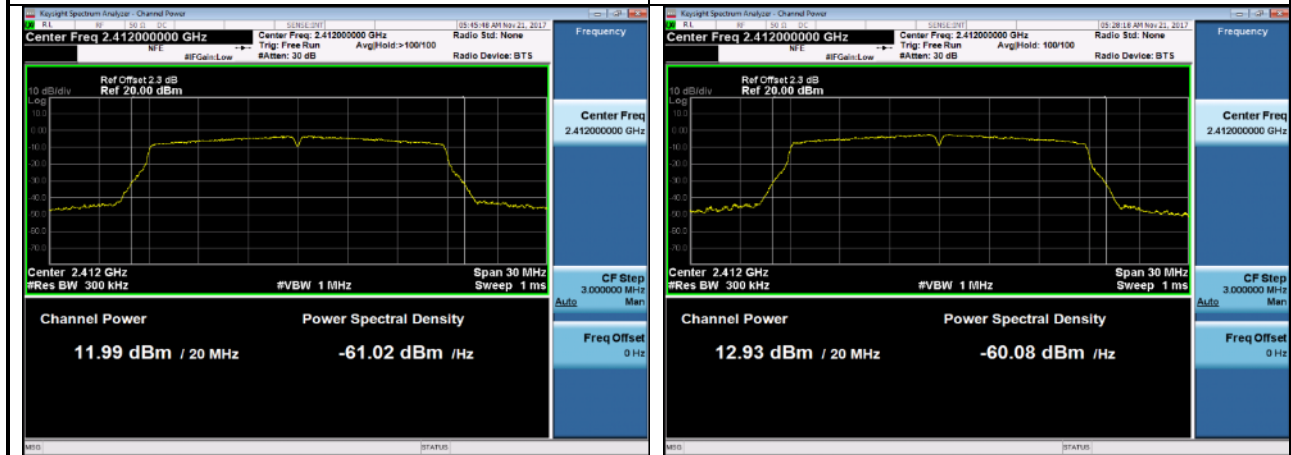 Keysight Spectrum Analyzer - Channel Power
RL RF 50 Ω DC SENSE:INT 05:45:48 AM Nov 21, 2017
Center Freq 2.412000000 GHz Center Freq: 2.412000000 GHz Radio Std: None Frequency
NFE Trig: Free Run Avg|Hold:>100/100
#IFGain:Low #Atten: 30 dB Radio Device: BTS
Ref Offset 2.3 dB
10 dB/div Ref 20.00 dBm
Log
10.0
0.00
-10.0
-20.0
-30.0
-40.0
-50.0
-60.0
-70.0
Center Freq
2.412000000 GHz
Center 2.412 GHz Span 30 MHz
#Res BW 300 kHz #VBW 1 MHz Sweep 1 ms
CF Step
3.000000 MHz
Auto Man
Channel Power Power Spectral Density
11.99 dBm / 20 MHz -61.02 dBm /Hz
Freq Offset
0 Hz
MSG STATUS
Keysight Spectrum Analyzer - Channel Power
RL RF 50 Ω DC SENSE:INT 05:28:18 AM Nov 21, 2017
Center Freq 2.412000000 GHz Center Freq: 2.412000000 GHz Radio Std: None Frequency
NFE Trig: Free Run Avg|Hold: 100/100
#IFGain:Low #Atten: 30 dB Radio Device: BTS
Ref Offset 2.3 dB
10 dB/div Ref 20.00 dBm
Log
10.0
0.00
-10.0
-20.0
-30.0
-40.0
-50.0
-60.0
-70.0
Center Freq
2.412000000 GHz
Center 2.412 GHz Span 30 MHz
#Res BW 300 kHz #VBW 1 MHz Sweep 1 ms
CF Step
3.000000 MHz
Auto Man
Channel Power Power Spectral Density
12.93 dBm / 20 MHz -60.08 dBm /Hz
Freq Offset
0 Hz
MSG STATUS